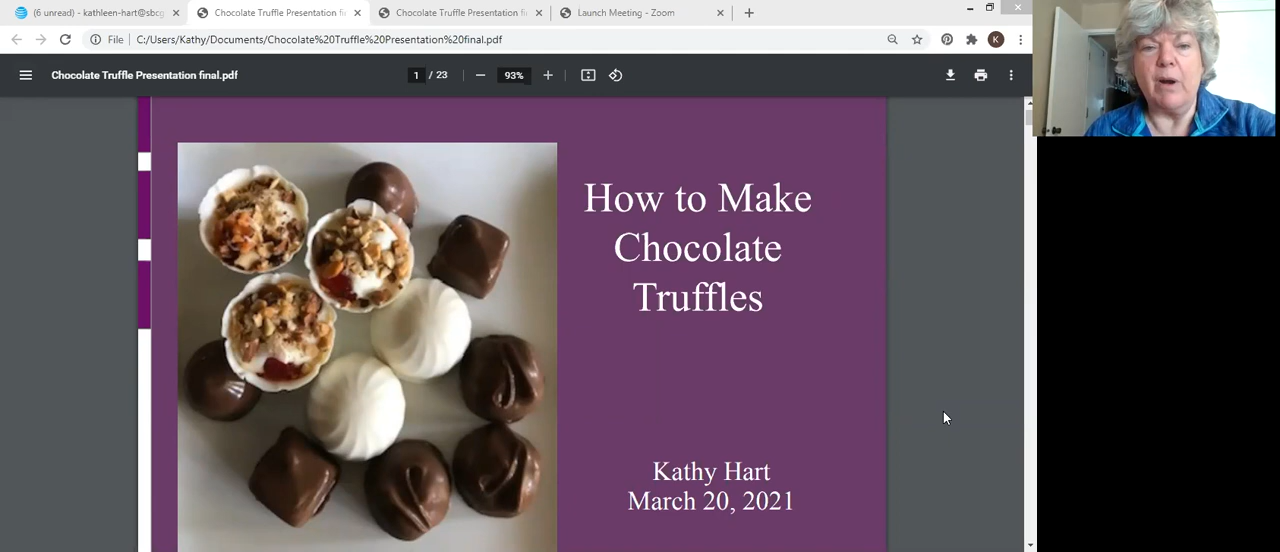 (6 unread) - kathleen-hart@sbcg
Chocolate Truffle Presentation fi
Chocolate Truffle Presentation fi
Launch Meeting - Zoom
File
C:/Users/Kathy/Documents/Chocolate%20Truffle%20Presentation%20final.pdf
K
Chocolate Truffle Presentation final.pdf
1 / 23
93%
How to Make
Chocolate
Truffles
Kathy Hart
March 20, 2021